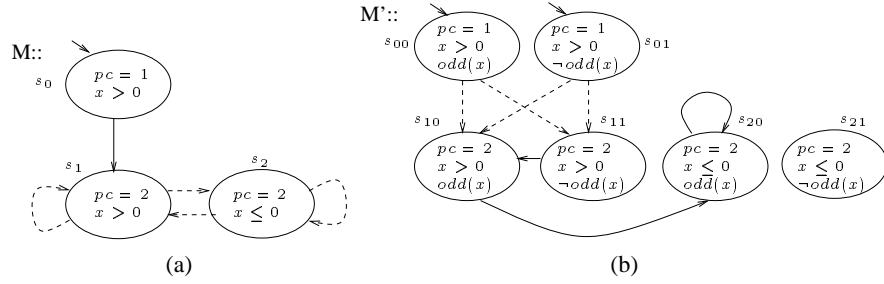 M::
s₀
pc = 1
x > 0
s₁
pc = 2
x > 0
s₂
pc = 2
x ≤ 0
(a)
M'::
s₀₀
pc = 1
x > 0
odd(x)
pc = 1
x > 0
¬odd(x)
s₀₁
s₁₀
pc = 2
x > 0
odd(x)
s₁₁
pc = 2
x > 0
¬odd(x)
s₂₀
pc = 2
x ≤ 0
odd(x)
s₂₁
pc = 2
x ≤ 0
¬odd(x)
(b)